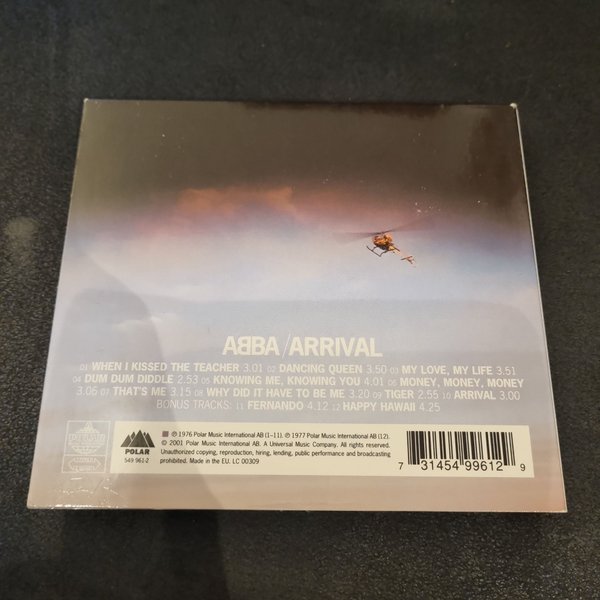 ABBA/ARRIVAL
01 WHEN I KISSED THE TEACHER 3.01 02 DANCING QUEEN 3.50 03 MY LOVE, MY LIFE 3.51
04 DUM DUM DIDDLE 2.53 05 KNOWING ME, KNOWING YOU 4.01 06 MONEY, MONEY, MONEY
3.06 07 THAT'S ME 3.15 08 WHY DID IT HAVE TO BE ME 3.20 09 TIGER 2.55 10 ARRIVAL 3.00
BONUS TRACKS: 11 FERNANDO 4.12 12 HAPPY HAWAII 4.25
POLAR
549 961-2
℗ 1976 Polar Music International AB (1–11). ℗ 1977 Polar Music International AB (12).
© 2001 Polar Music International AB. A Universal Music Company. All rights reserved.
Unauthorized copying, reproduction, hiring, lending, public performance and broadcasting
prohibited. Made in the EU. LC 00309
7 31454 99612 9